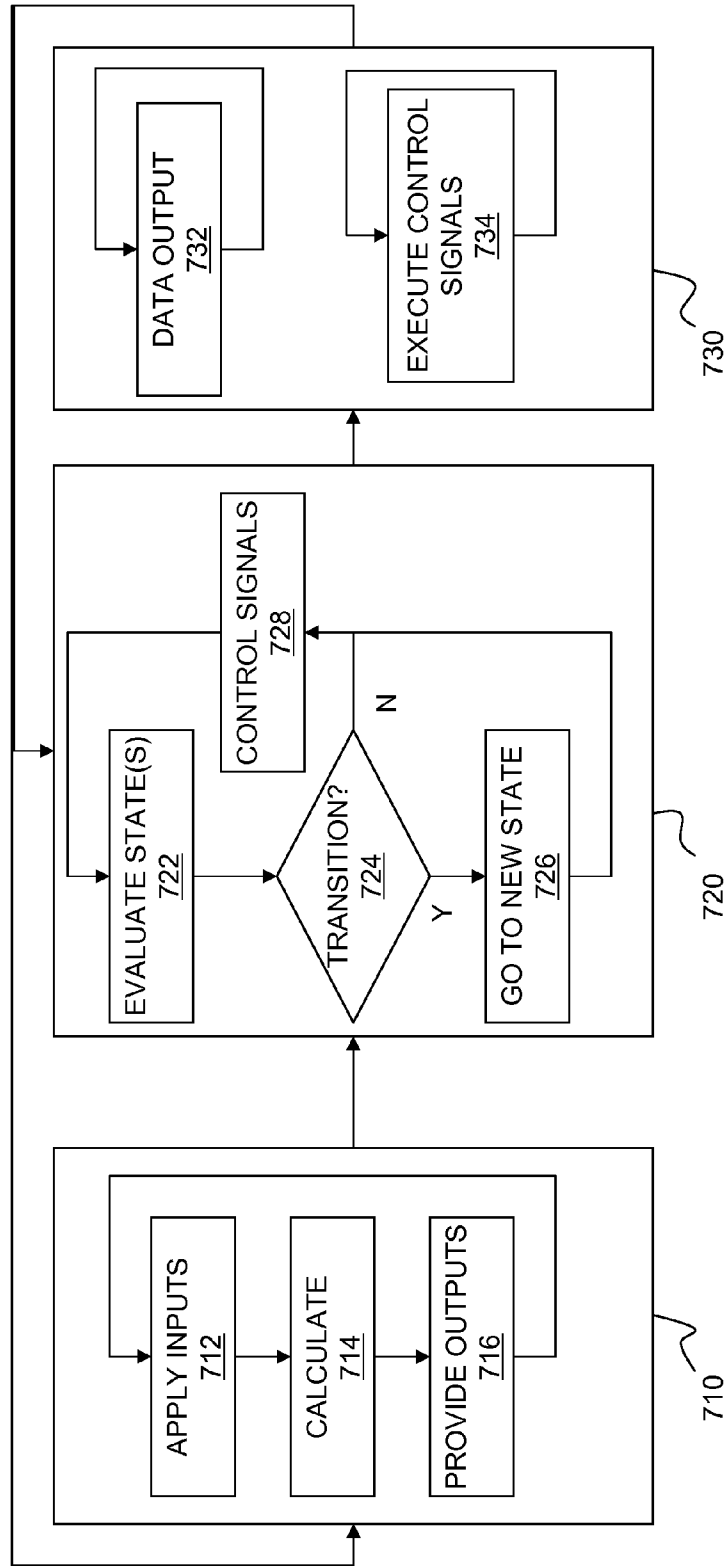 APPLY INPUTS
712
CALCULATE
714
PROVIDE OUTPUTS
716
710
EVALUATE STATE(S)
722
TRANSITION?
724
Y
N
GO TO NEW STATE
726
CONTROL SIGNALS
728
720
DATA OUTPUT
732
EXECUTE CONTROL
SIGNALS
734
730